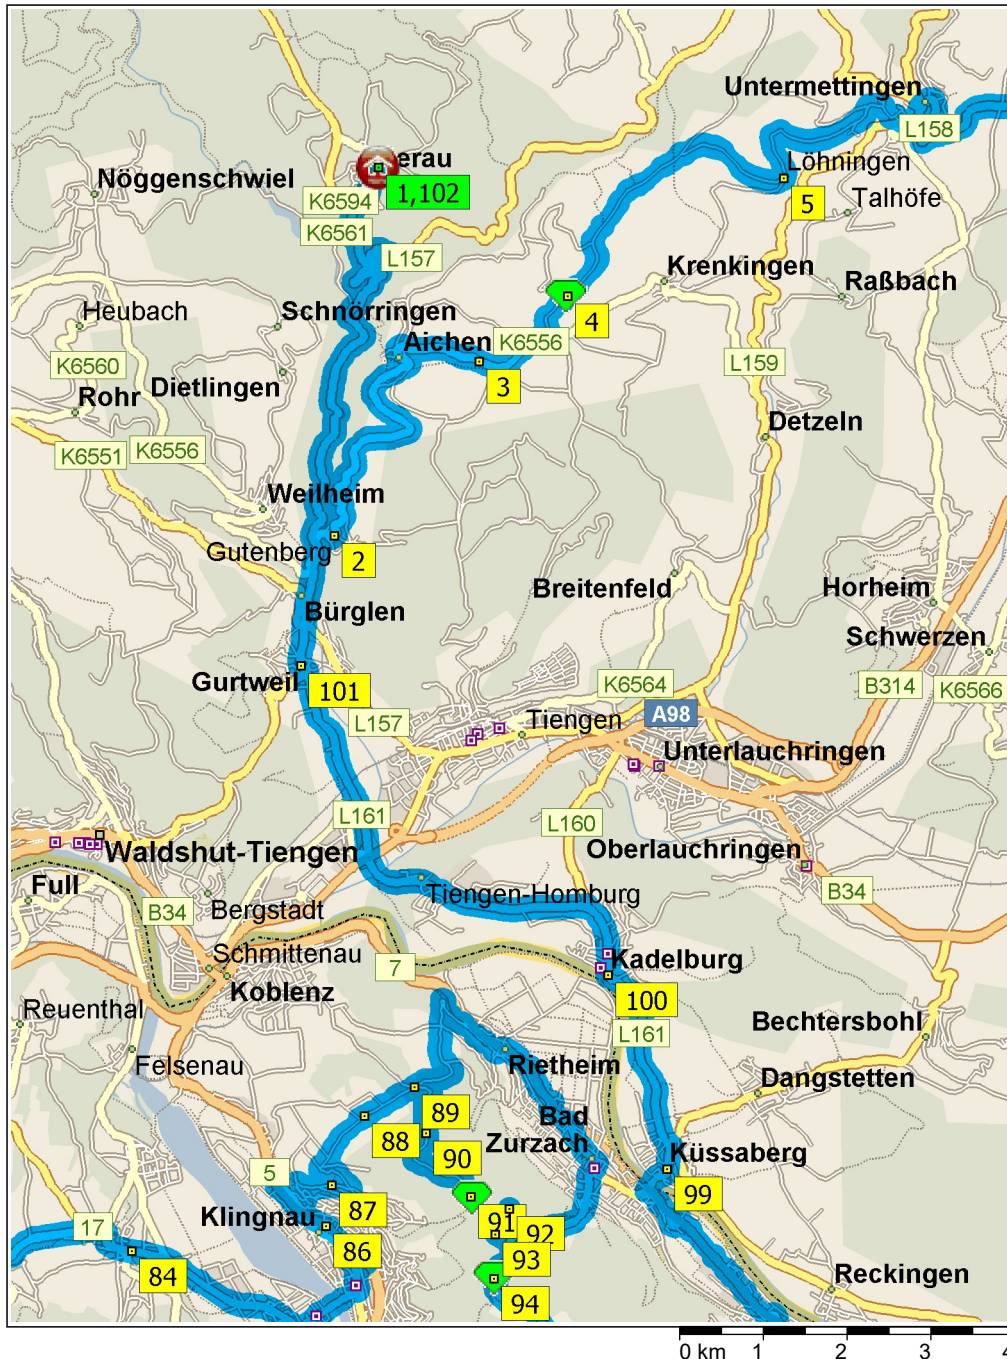 Untermettingen
L158
erau
Löhningen
Nöggenschwiel
1,102
K6594
5
Talhöfe
K6561
L157
Krenkingen
Raßbach
Heubach
Schnörringen
4
Aichen
K6556
K6560
L159
3
Dietlingen
Rohr
Detzeln
K6551
K6556
Weilheim
Gutenberg
2
Breitenfeld
Horheim
Bürglen
Schwerzen
Gurtweil
101
K6564
B314
K6566
L157
Tiengen
A98
Unterlauchringen
L161
L160
Waldshut-Tiengen
Oberlauchringen
Full
Tiengen-Homburg
B34
B34
Bergstadt
Schmittenau
7
Kadelburg
Koblenz
100
Reuenthal
L161
Bechtersbohl
Felsenau
Rietheim
Dangstetten
89
Bad
Zurzach
88
90
Küssaberg
5
99
87
Klingnau
91
92
17
86
93
84
94
Reckingen
0 km 1 2 3 4